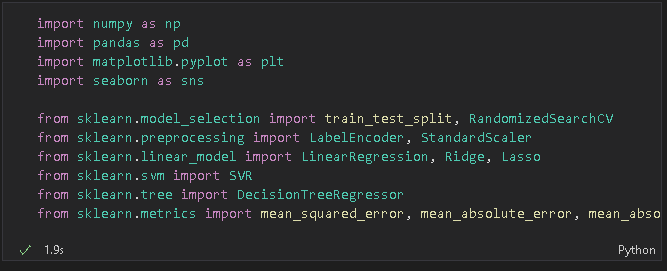 import numpy as np
import pandas as pd
import matplotlib.pyplot as plt
import seaborn as sns
from sklearn.model_selection import train_test_split, RandomizedSearchCV
from sklearn.preprocessing import LabelEncoder, StandardScaler
from sklearn.linear_model import LinearRegression, Ridge, Lasso
from sklearn.svm import SVR
from sklearn.tree import DecisionTreeRegressor
from sklearn.metrics import mean_squared_error, mean_absolute_error, mean_abso
1.9s Python